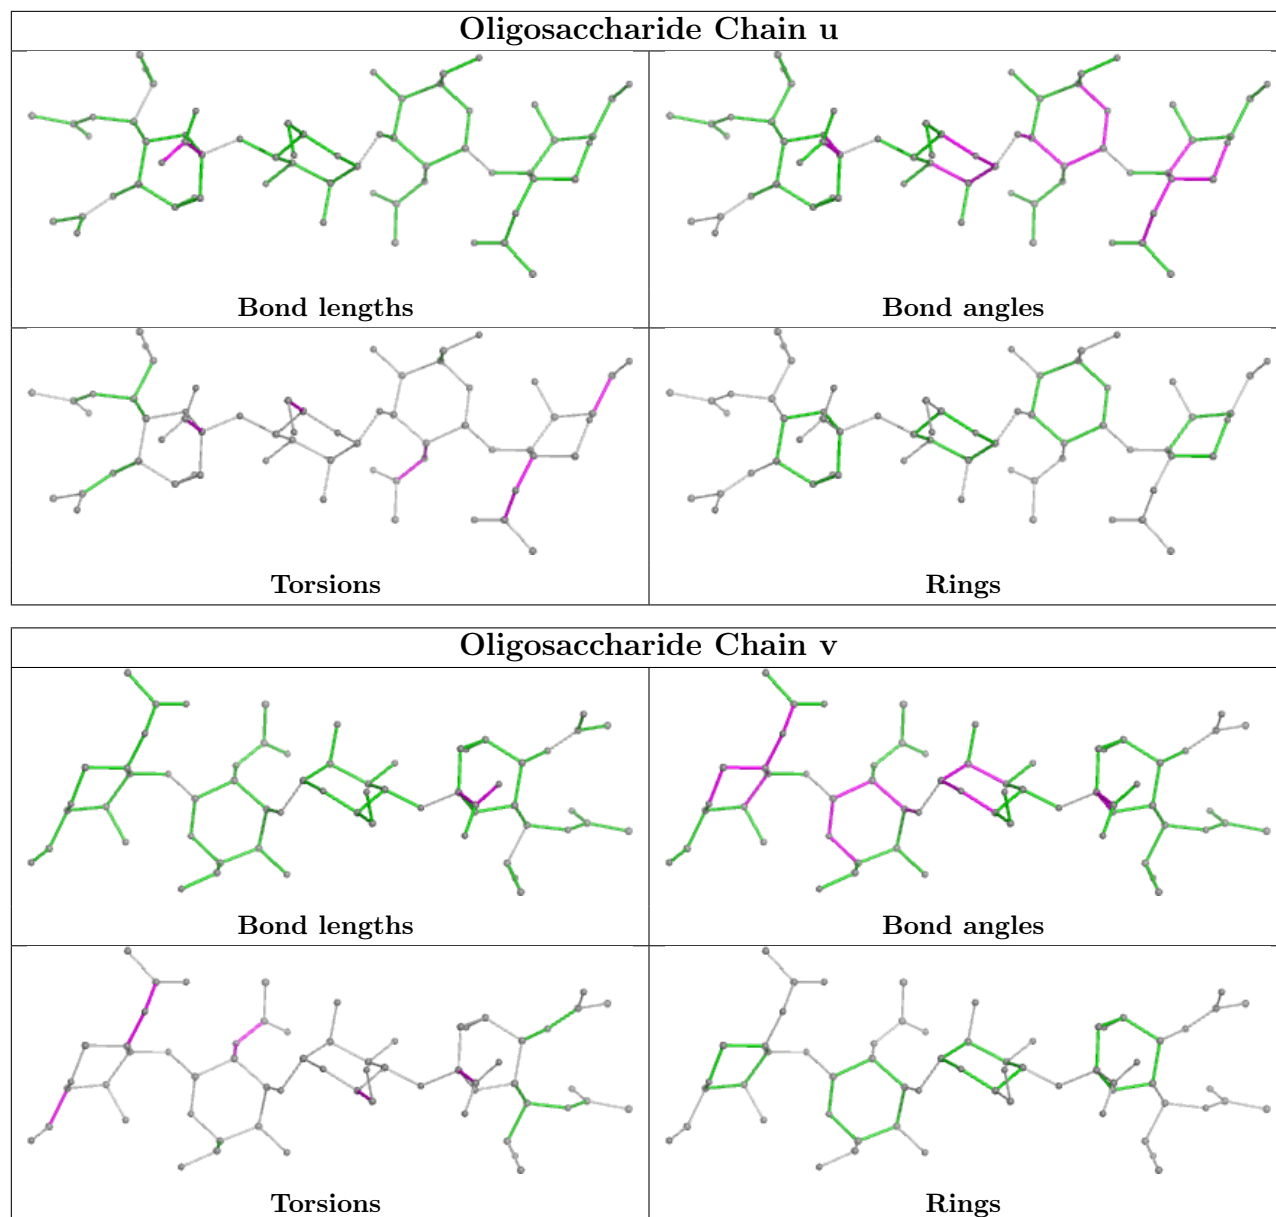 Oligosaccharide Chain u
Bond lengths
Bond angles
Torsions
Rings
Oligosaccharide Chain v
Bond lengths
Bond angles
Torsions
Rings